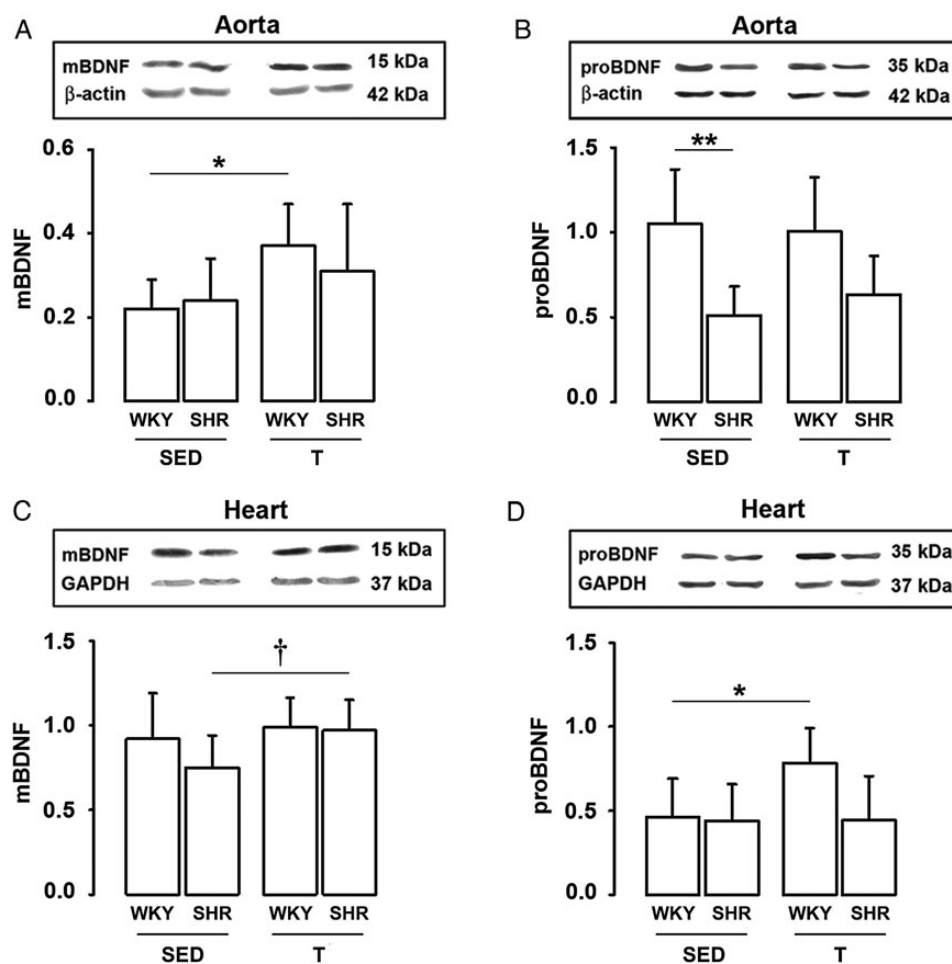 A
Aorta
mBDNF 15 kDa
β-actin 42 kDa
0.6
0.4
0.2
0.0
mBDNF
*
WKY SHR WKY SHR
SED T
B
Aorta
proBDNF 35 kDa
β-actin 42 kDa
1.5
1.0
0.5
0.0
proBDNF
**
WKY SHR WKY SHR
SED T
C
Heart
mBDNF 15 kDa
GAPDH 37 kDa
1.5
1.0
0.5
0.0
mBDNF
†
WKY SHR WKY SHR
SED T
D
Heart
proBDNF 35 kDa
GAPDH 37 kDa
1.5
1.0
0.5
0.0
proBDNF
*
WKY SHR WKY SHR
SED T